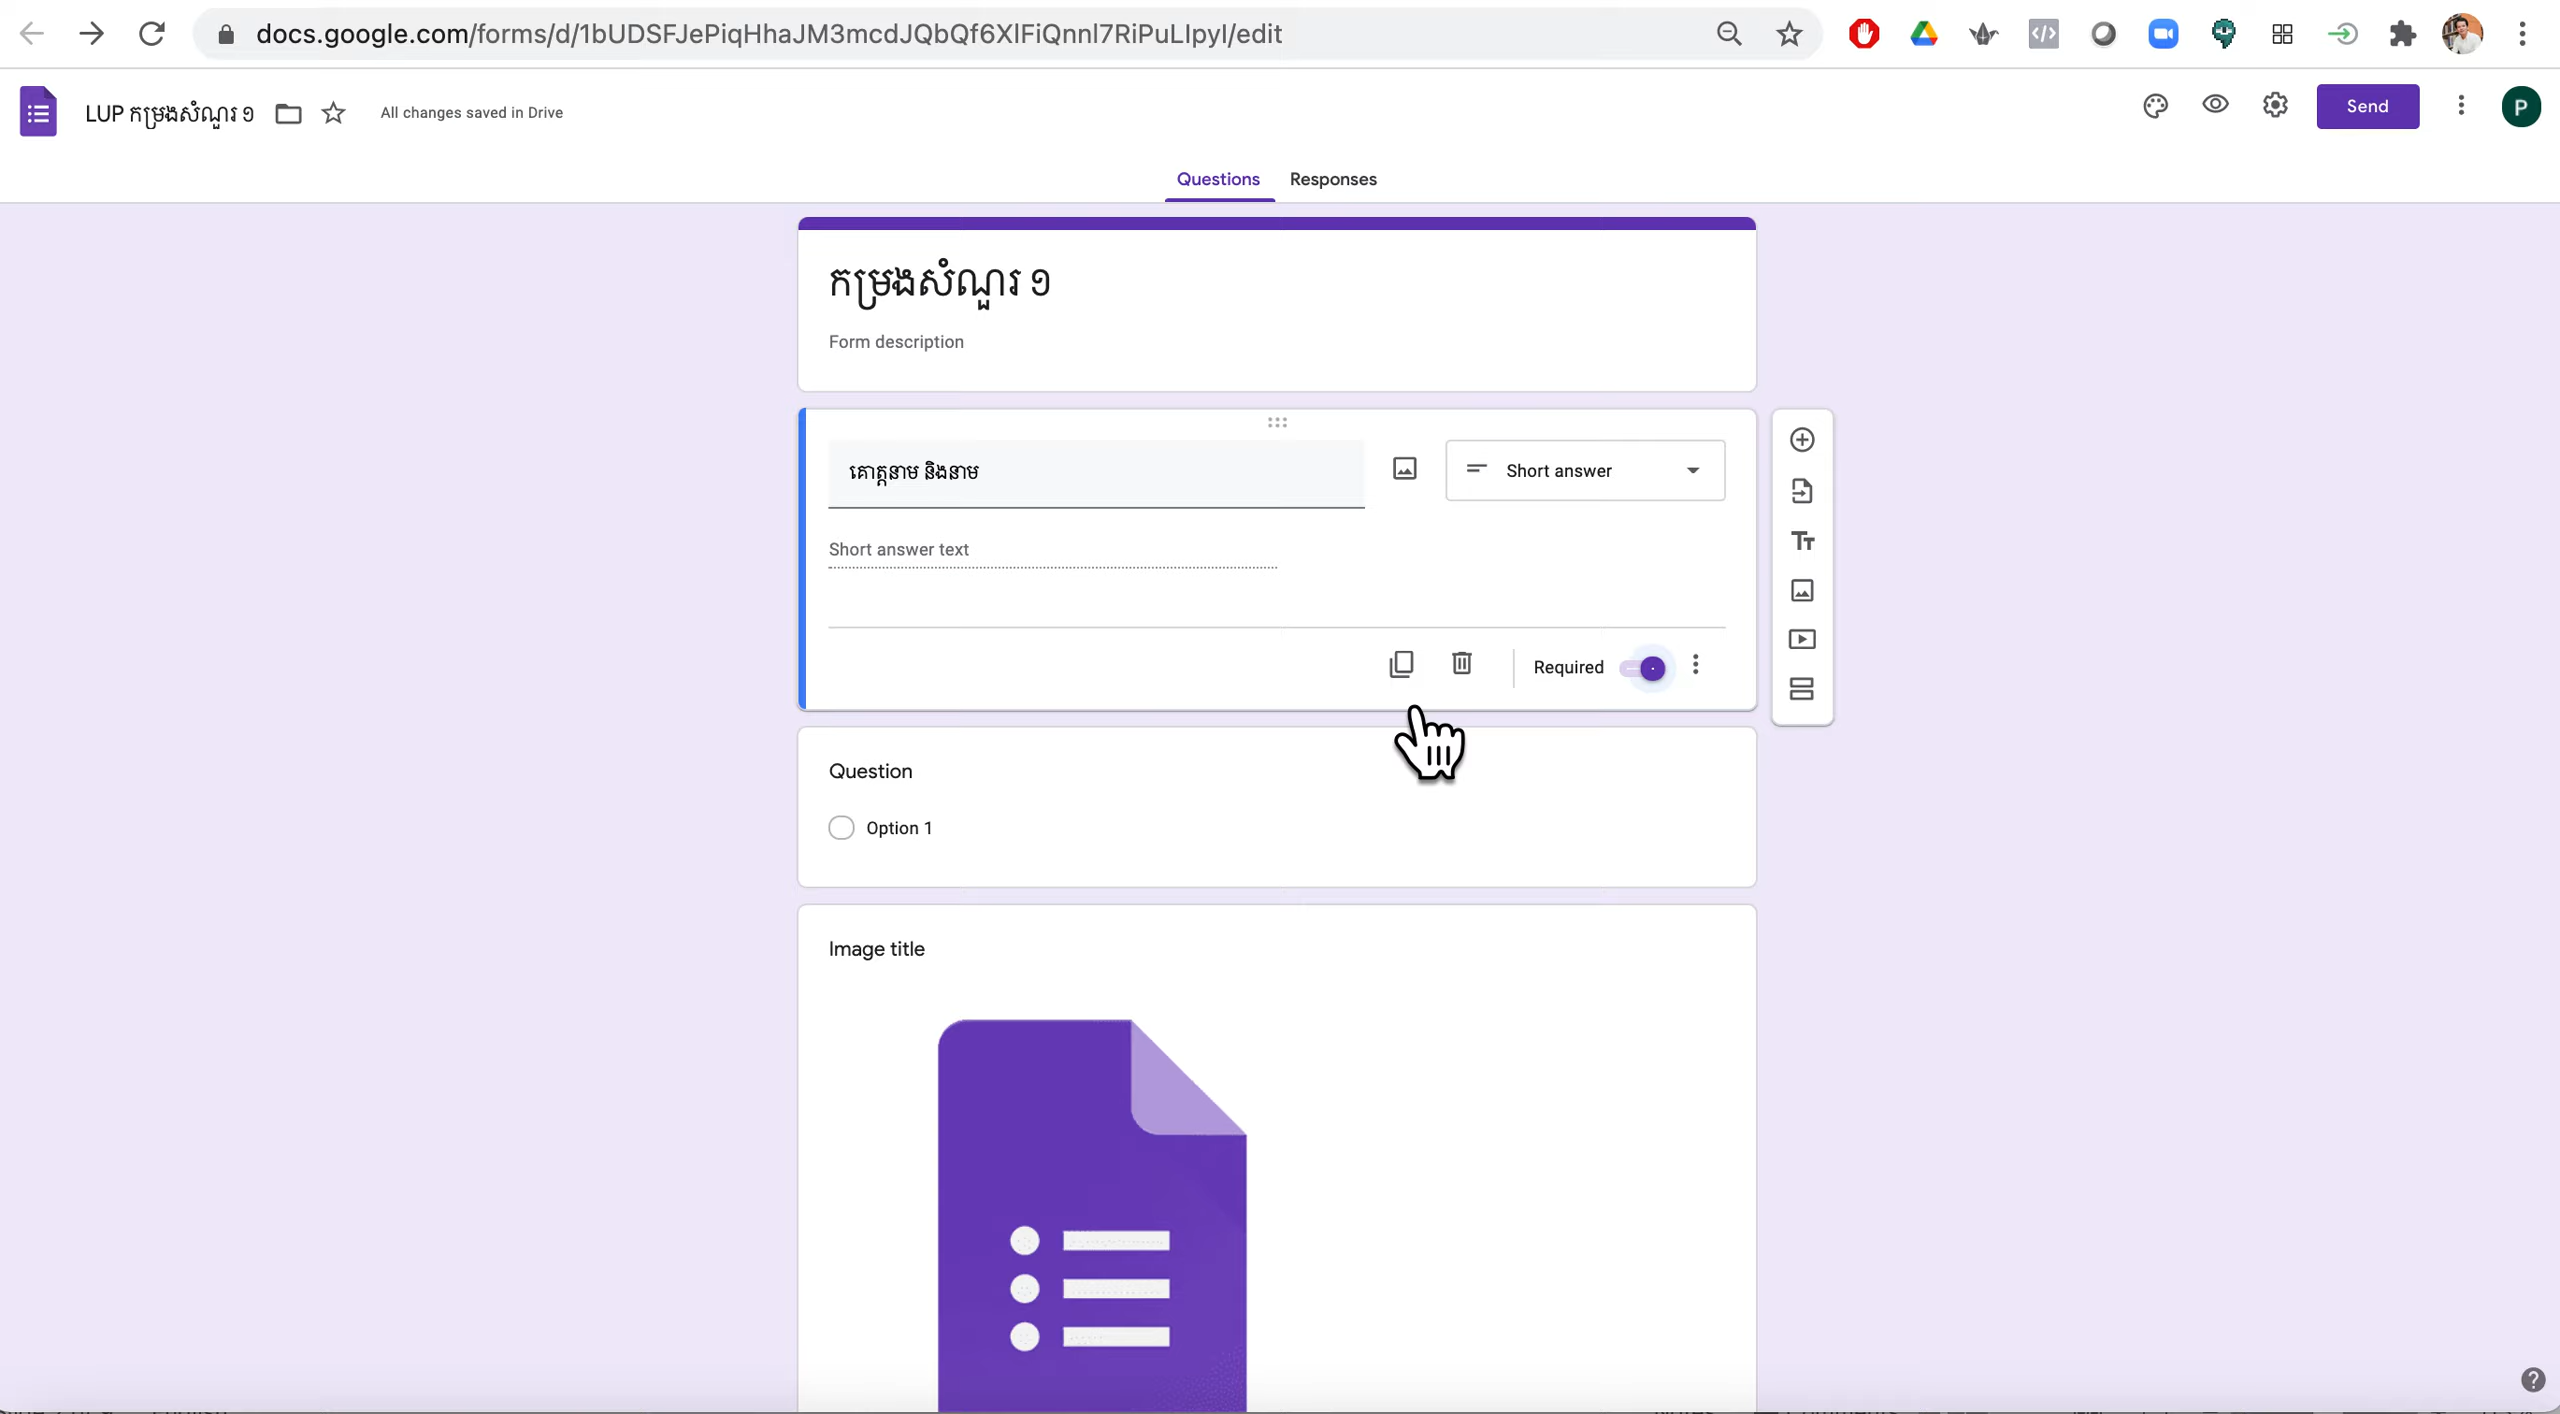 docs.google.com/forms/d/1bUDSFJePiqHhaJM3mcdJQbQf6XlFiQnnl7RiPuLIpyI/edit
LUP កម្រងសំណួរ ១
All changes saved in Drive
Send
P
Questions
Responses
កម្រងសំណួរ ១
Form description
គោត្តនាម និងនាម
Short answer
Short answer text
Required
Question
Option 1
Image title